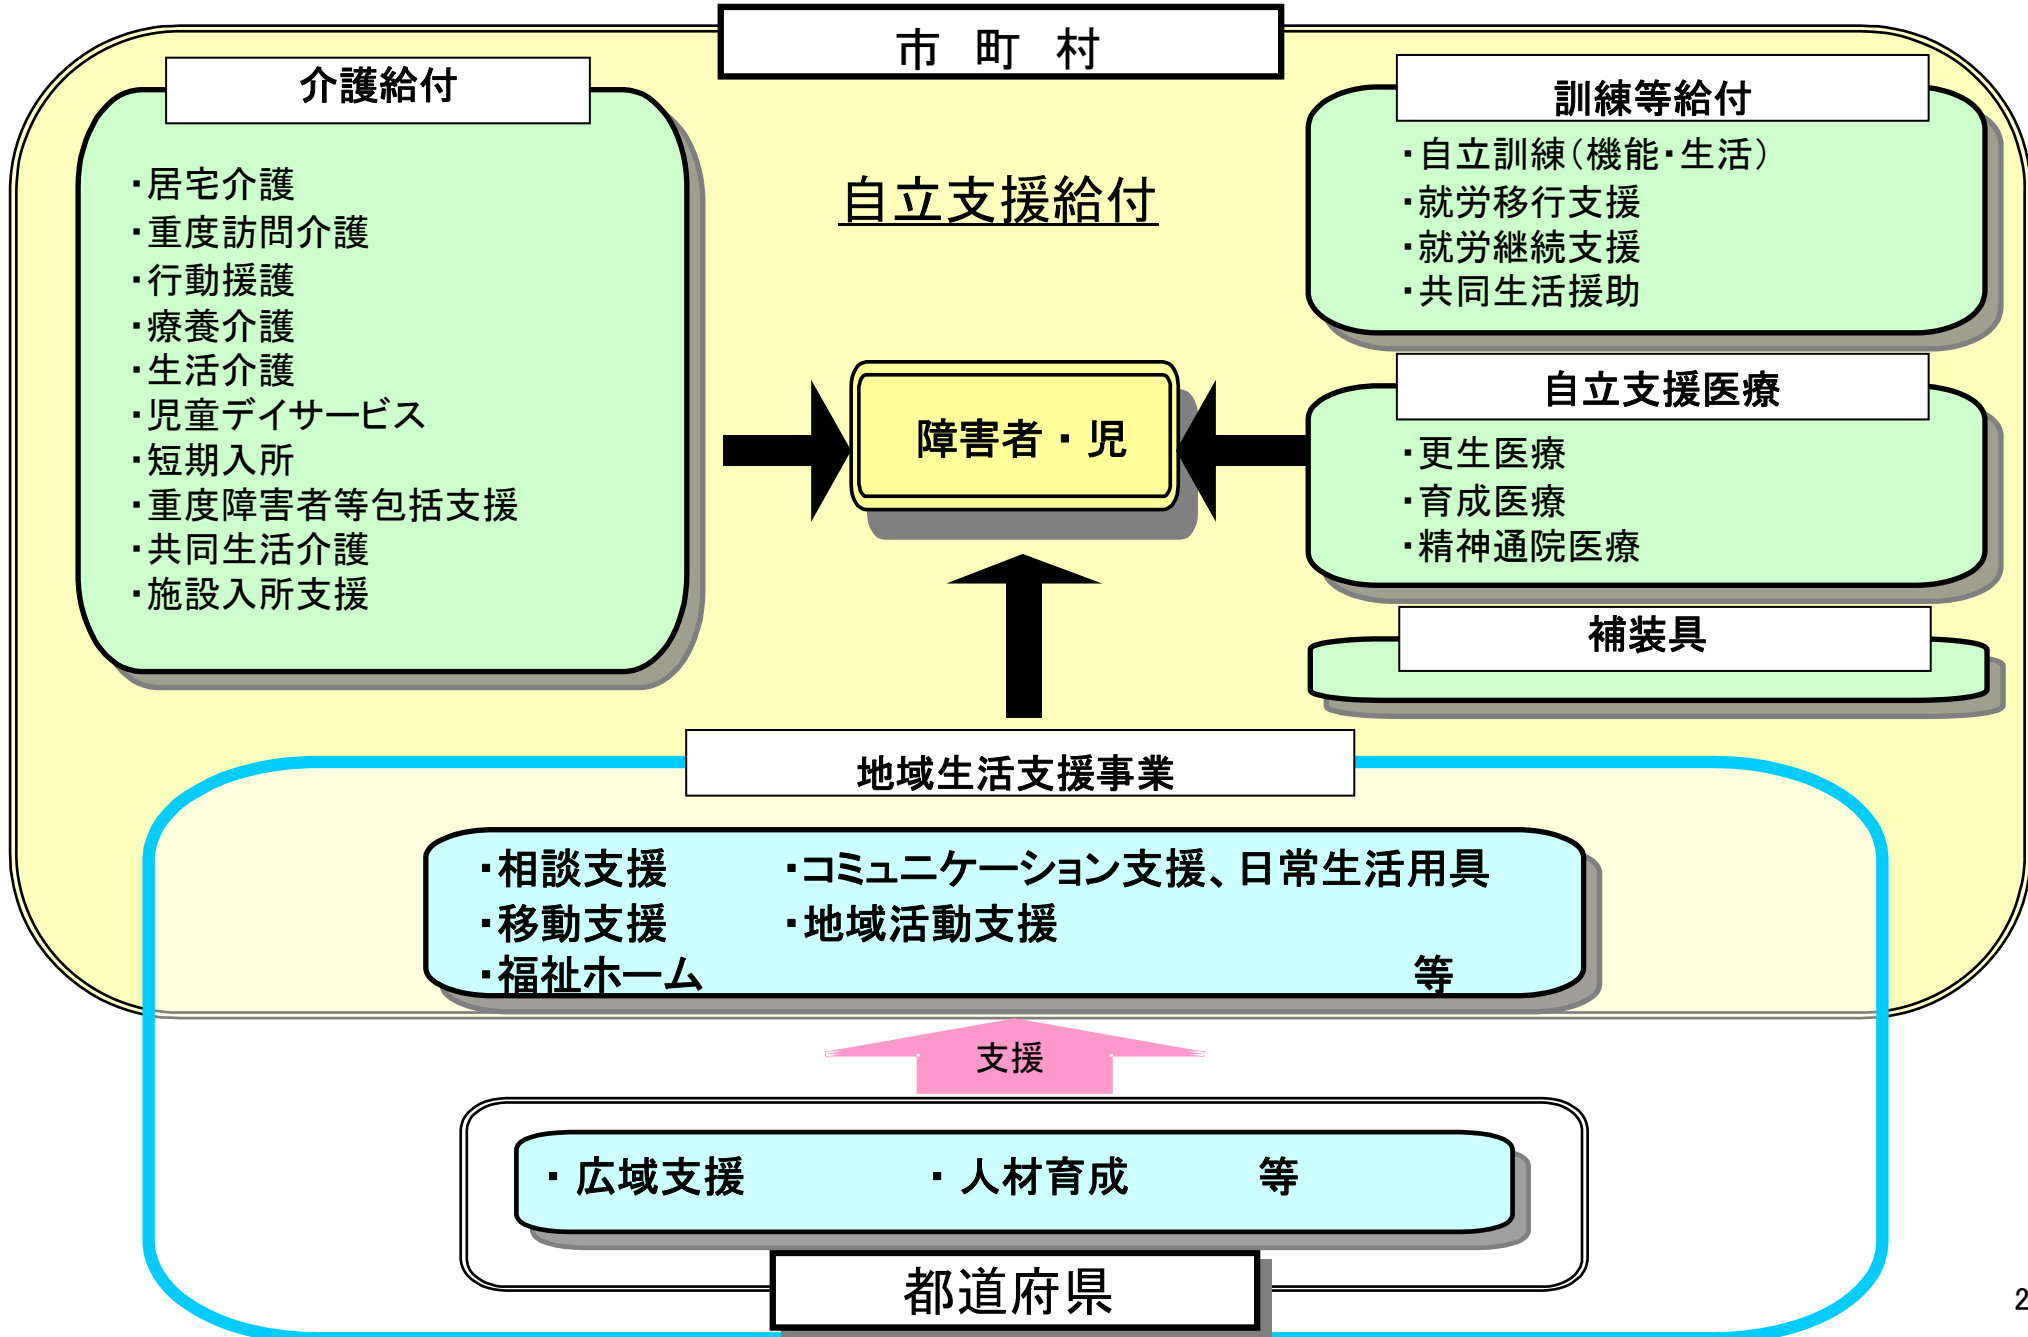 市 町 村
介護給付
・居宅介護
・重度訪問介護
・行動援護
・療養介護
・生活介護
・児童デイサービス
・短期入所
・重度障害者等包括支援
・共同生活介護
・施設入所支援
自立支援給付
障害者・児
訓練等給付
・自立訓練(機能・生活)
・就労移行支援
・就労継続支援
・共同生活援助
自立支援医療
・更生医療
・育成医療
・精神通院医療
補装具
地域生活支援事業
・相談支援 ・コミュニケーション支援、日常生活用具
・移動支援 ・地域活動支援
・福祉ホーム 等
支援
・広域支援 ・人材育成 等
都道府県
2